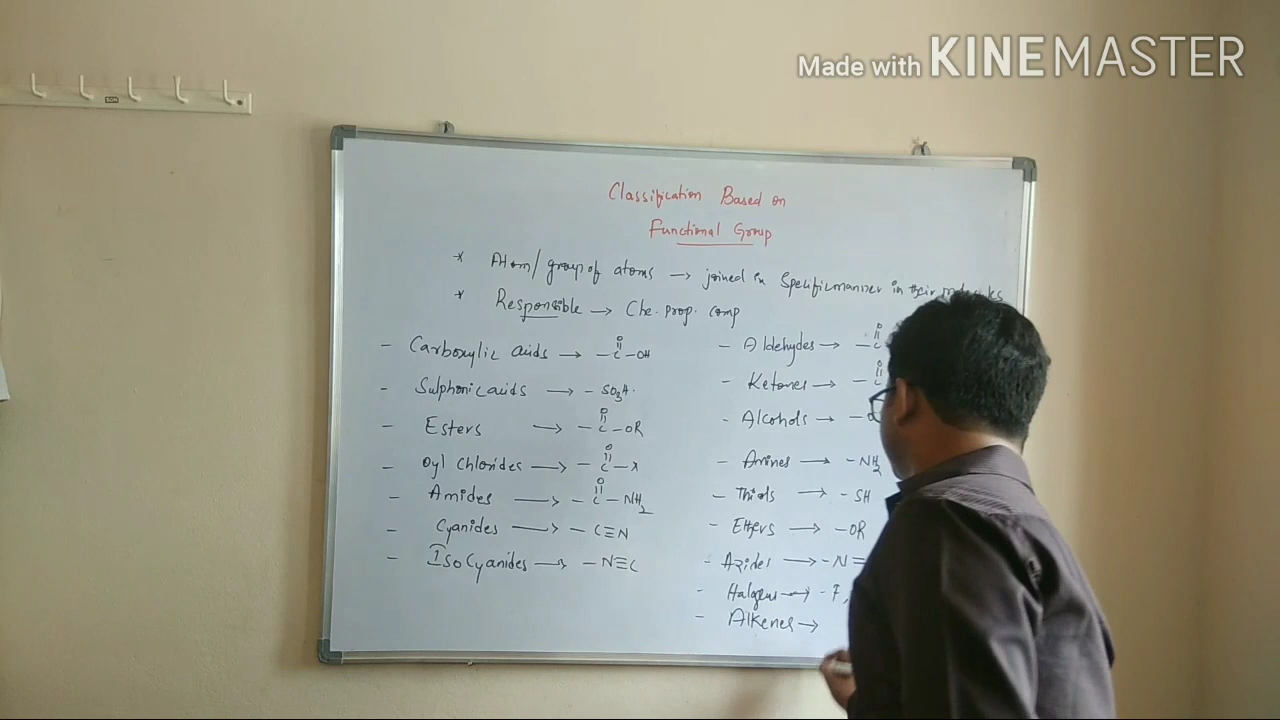 Made with KINEMASTER
Classification Based on
Functional Group
* Atom/group of atoms → joined in Specific manner in their molecules
* Responsible → Che. prop. comp
- Carboxylic acids → -C(=O)-OH
- Sulphonic acids → -SO3H.
- Esters → -C(=O)-OR
- Oyl Chlorides → -C(=O)-X
- Amides → -C(=O)-NH2
- Cyanides → -C≡N
- IsoCyanides → -N≡C
- Aldehydes → -C(=O)
- Ketones → -C(=O)
- Alcohols → -
- Amines → -NH2
- Thiols → -SH
- Ethers → -OR
- Azides → -N=
- Halogens → -F,
- Alkenes →